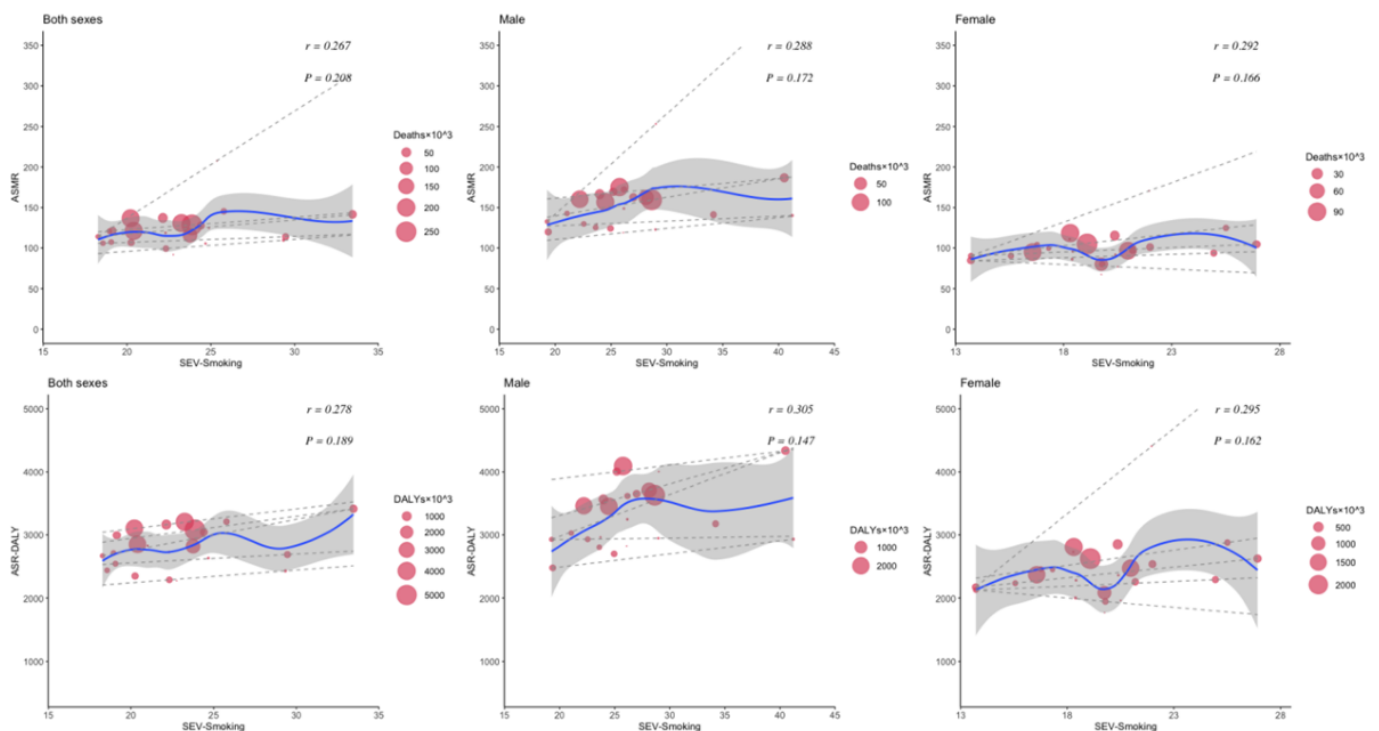 Both sexes
r = 0.267
P = 0.208
350
300
250
200
150
100
50
0
ASMR
15
20
25
30
35
SEV-Smoking
Deaths×10^3
50
100
150
200
250
Male
r = 0.288
P = 0.172
350
300
250
200
150
100
50
0
ASMR
15
20
25
30
35
40
45
SEV-Smoking
Deaths×10^3
50
100
Female
r = 0.292
P = 0.166
350
300
250
200
150
100
50
0
ASMR
13
18
23
28
SEV-Smoking
Deaths×10^3
30
60
90
Both sexes
r = 0.278
P = 0.189
5000
4000
3000
2000
1000
ASR-DALY
15
20
25
30
35
SEV-Smoking
DALYs×10^3
1000
2000
3000
4000
5000
Male
r = 0.305
P = 0.147
5000
4000
3000
2000
1000
ASR-DALY
15
20
25
30
35
40
45
SEV-Smoking
DALYs×10^3
1000
2000
Female
r = 0.295
P = 0.162
5000
4000
3000
2000
1000
ASR-DALY
13
18
23
28
SEV-Smoking
DALYs×10^3
500
1000
1500
2000